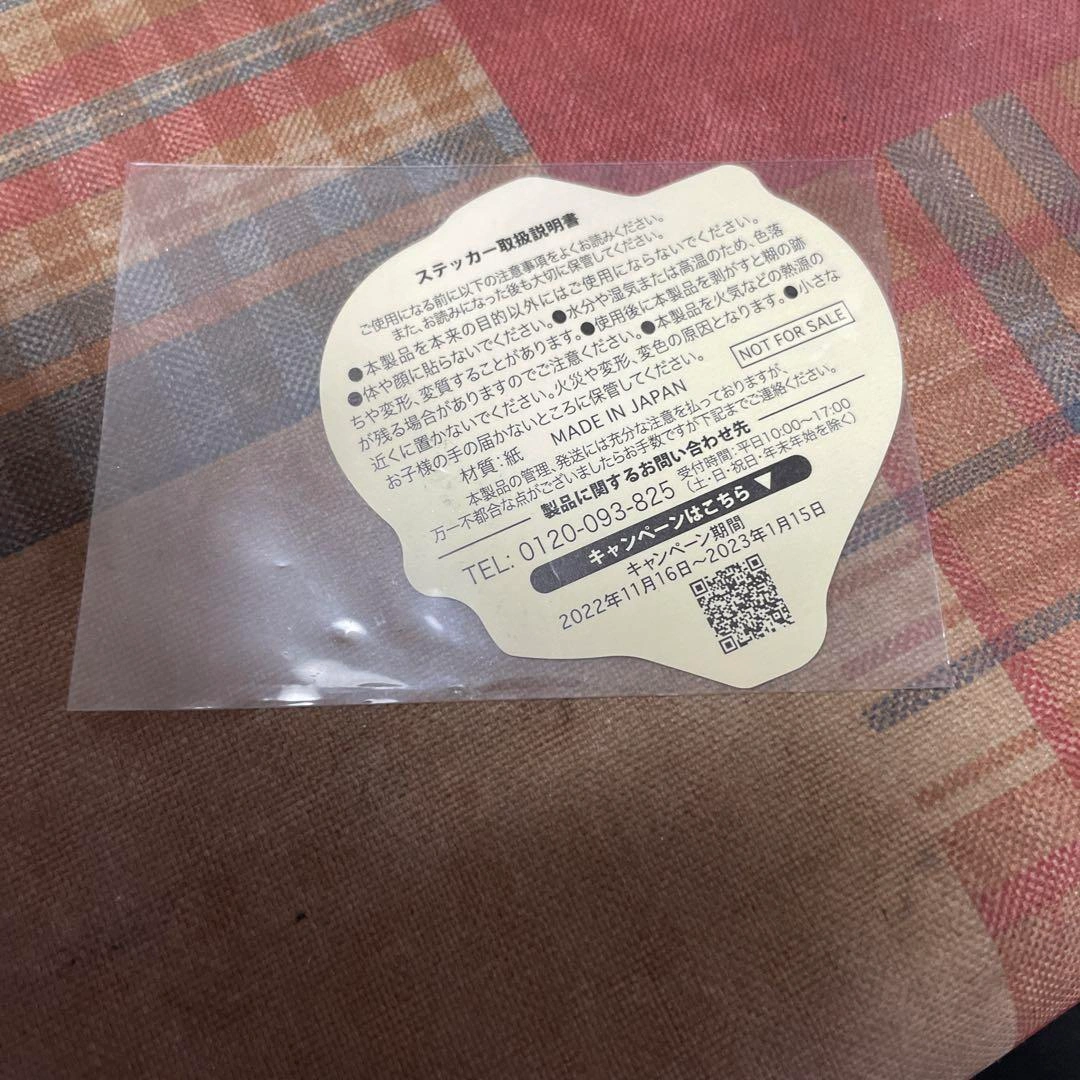 ステッカー取扱説明書
ご使用になる前に以下の注意事項をよくお読みください。
また、お読みになった後も大切に保管してください。
●本製品を本来の目的以外にはご使用にならないでください。
●体や顔に貼らないでください。●水分や湿気または高温のため、色落
ちや変形、変質することがあります。●使用後に本製品を剥がすと糊の跡
が残る場合がありますのでご注意ください。●本製品を火気などの熱源の
近くに置かないでください。火災や変形、変色の原因となります。●小さな
お子様の手の届かないところに保管してください。
材質:紙
MADE IN JAPAN
NOT FOR SALE
本製品の管理、発送には充分な注意を払っておりますが、
万一不都合な点がございましたらお手数ですが下記までご連絡ください。
製品に関するお問い合わせ先
TEL: 0120-093-825
受付時間:平日10:00〜17:00
(土・日・祝日・年末年始を除く)
キャンペーンはこちら▼
キャンペーン期間
2022年11月16日〜2023年1月15日